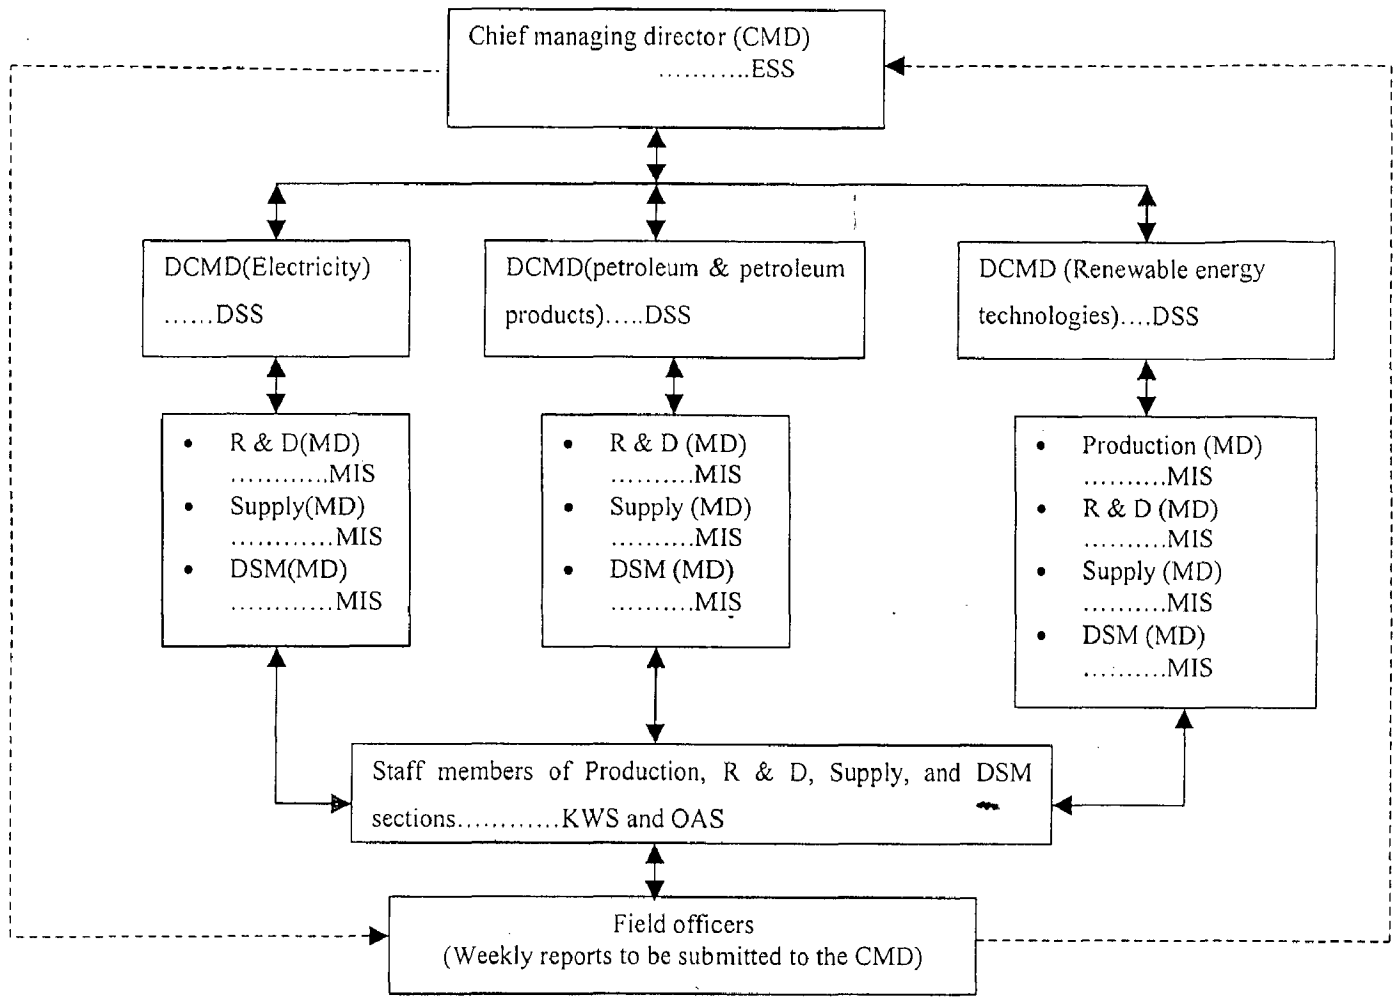 Chief managing director (CMD)
...........ESS
DCMD(Electricity)
......DSS
DCMD(petroleum & petroleum
products).....DSS
DCMD (Renewable energy
technologies)....DSS
• R & D(MD)
............MIS
• Supply(MD)
............MIS
• DSM(MD)
............MIS
• R & D (MD)
..........MIS
• Supply (MD)
..........MIS
• DSM (MD)
..........MIS
• Production (MD)
..........MIS
• R & D (MD)
..........MIS
• Supply (MD)
..........MIS
• DSM (MD)
..........MIS
Staff members of Production, R & D, Supply, and DSM
sections............KWS and OAS
Field officers
(Weekly reports to be submitted to the CMD)